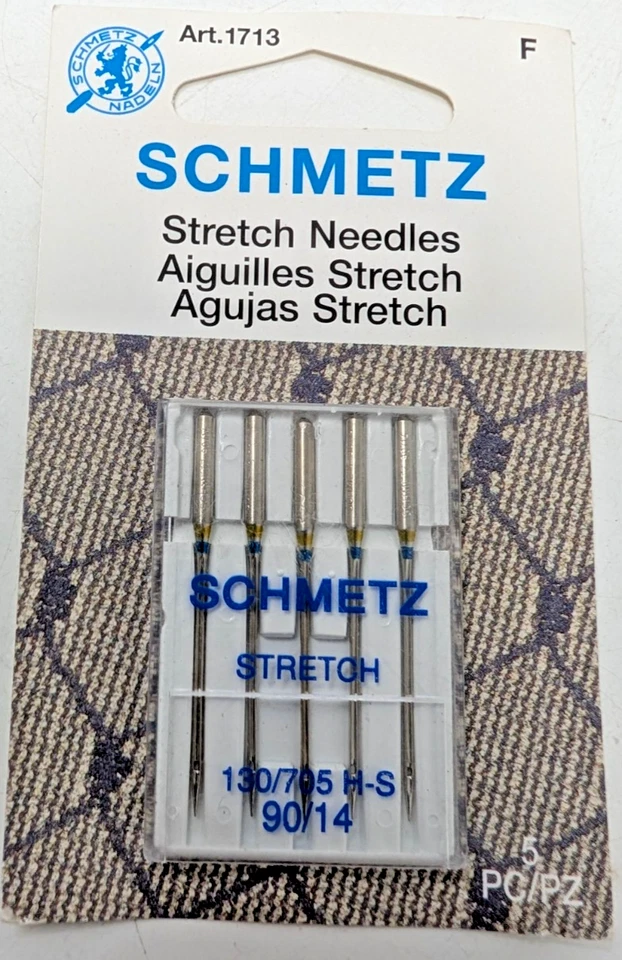 SCHMETZ
NADELN
Art.1713
F
SCHMETZ
Stretch Needles
Aiguilles Stretch
Agujas Stretch
SCHMETZ
STRETCH
130/705 H-S
90/14
5
PC/PZ